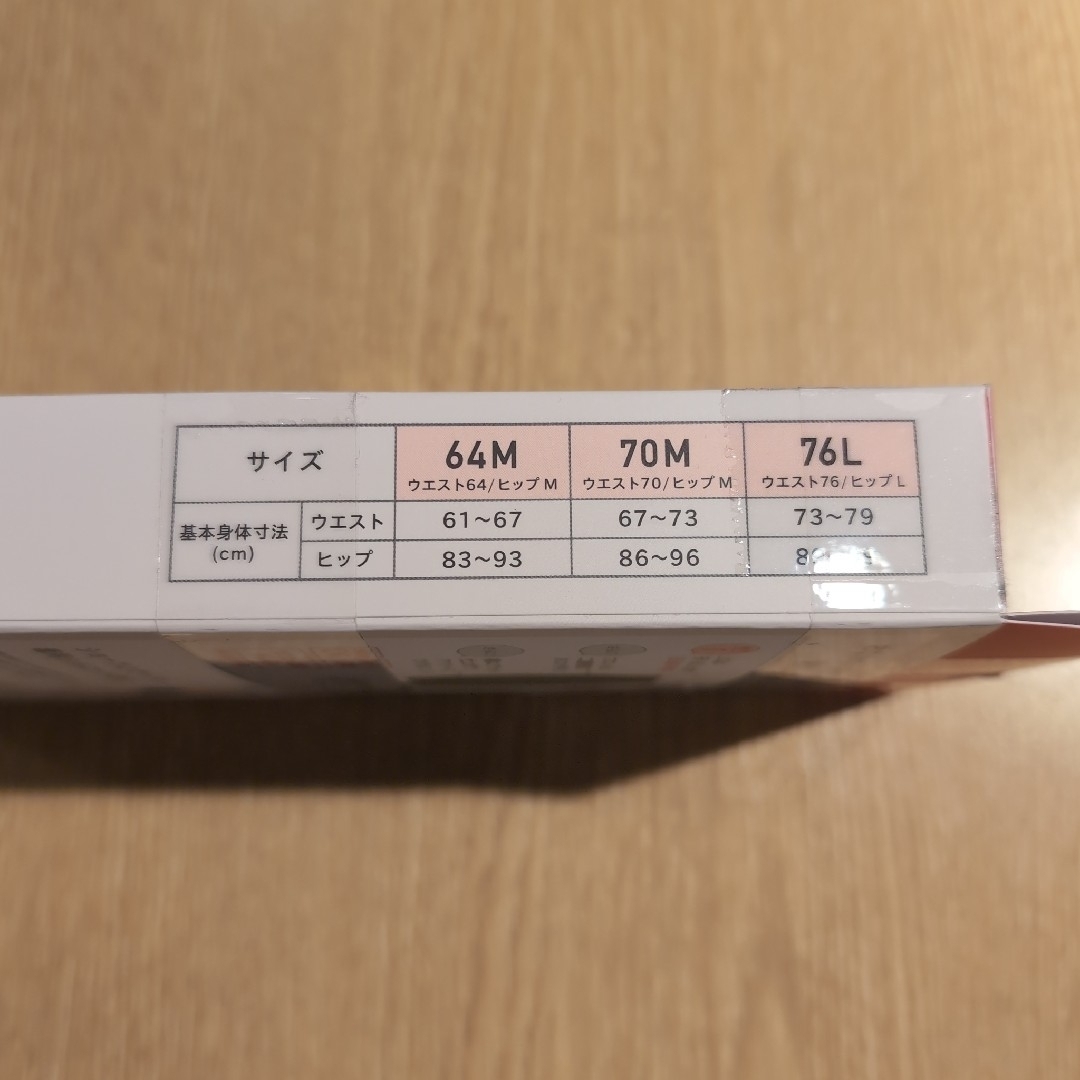 サイズ 64M 70M 76L
ウエスト64/ヒップM ウエスト70/ヒップM ウエスト76/ヒップL
基本身体寸法
(cm)
ウエスト 61〜67 67〜73 73〜79
ヒップ 83〜93 86〜96